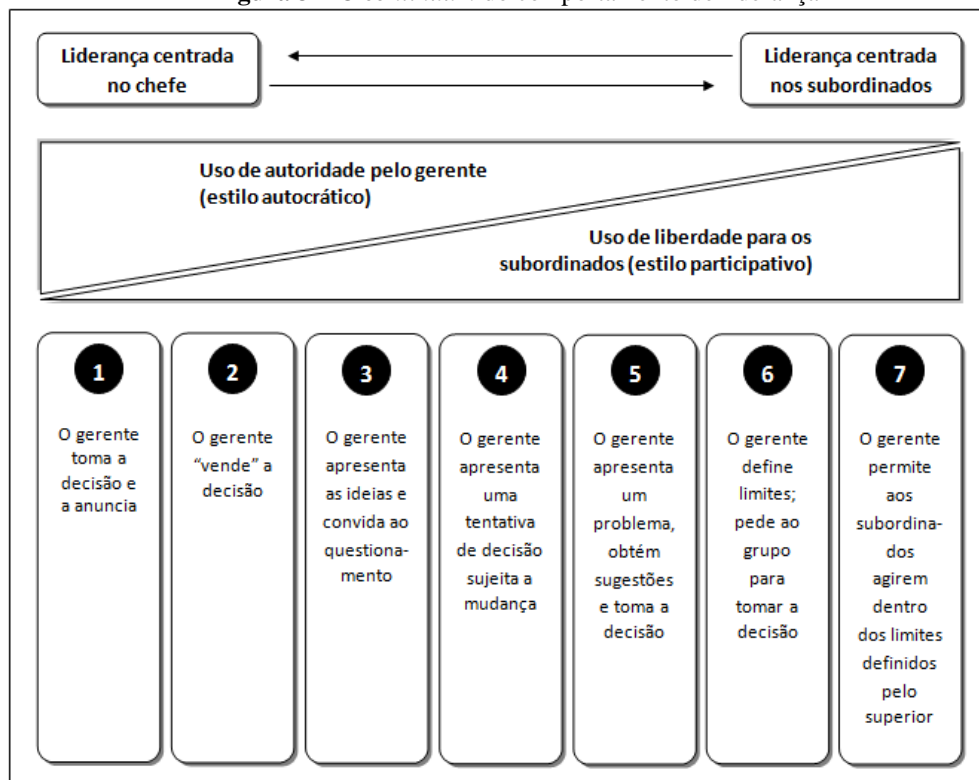 Liderança centrada
no chefe
Liderança centrada
nos subordinados
Uso de autoridade pelo gerente
(estilo autocrático)
Uso de liberdade para os
subordinados (estilo participativo)
1
O gerente
toma a
decisão e
a anuncia
2
O gerente
“vende” a
decisão
3
O gerente
apresenta
as ideias e
convida ao
questiona-
mento
4
O gerente
apresenta
uma
tentativa
de decisão
sujeita a
mudança
5
O gerente
apresenta
um
problema,
obtém
sugestões
e toma a
decisão
6
O gerente
define
limites;
pede ao
grupo
para
tomar a
decisão
7
O gerente
permite
aos
subordina-
dos
agirem
dentro
dos limites
definidos
pelo
superior